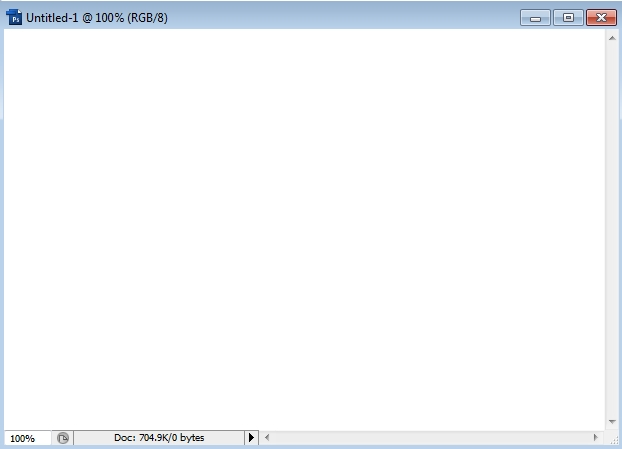 Ps Untitled-1 @ 100% (RGB/8)
100% Doc: 704.9K/0 bytes